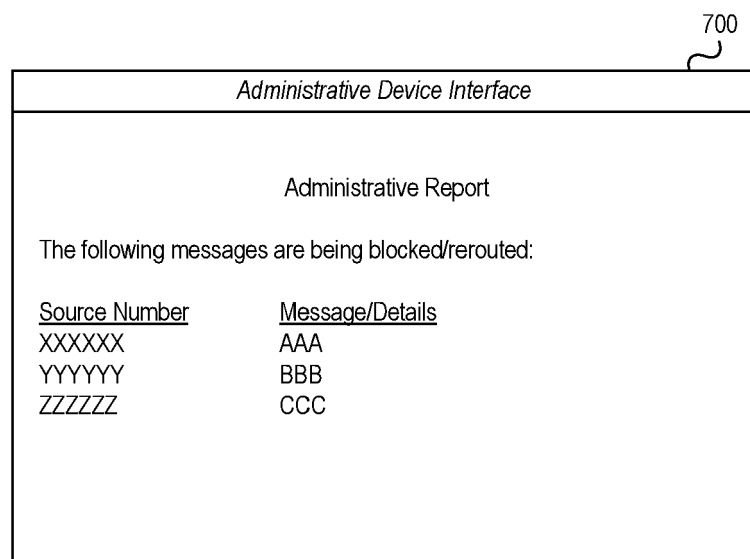 700
Administrative Device Interface
Administrative Report
The following messages are being blocked/rerouted:
Source Number Message/Details
XXXXXX AAA
YYYYYY BBB
ZZZZZZ CCC